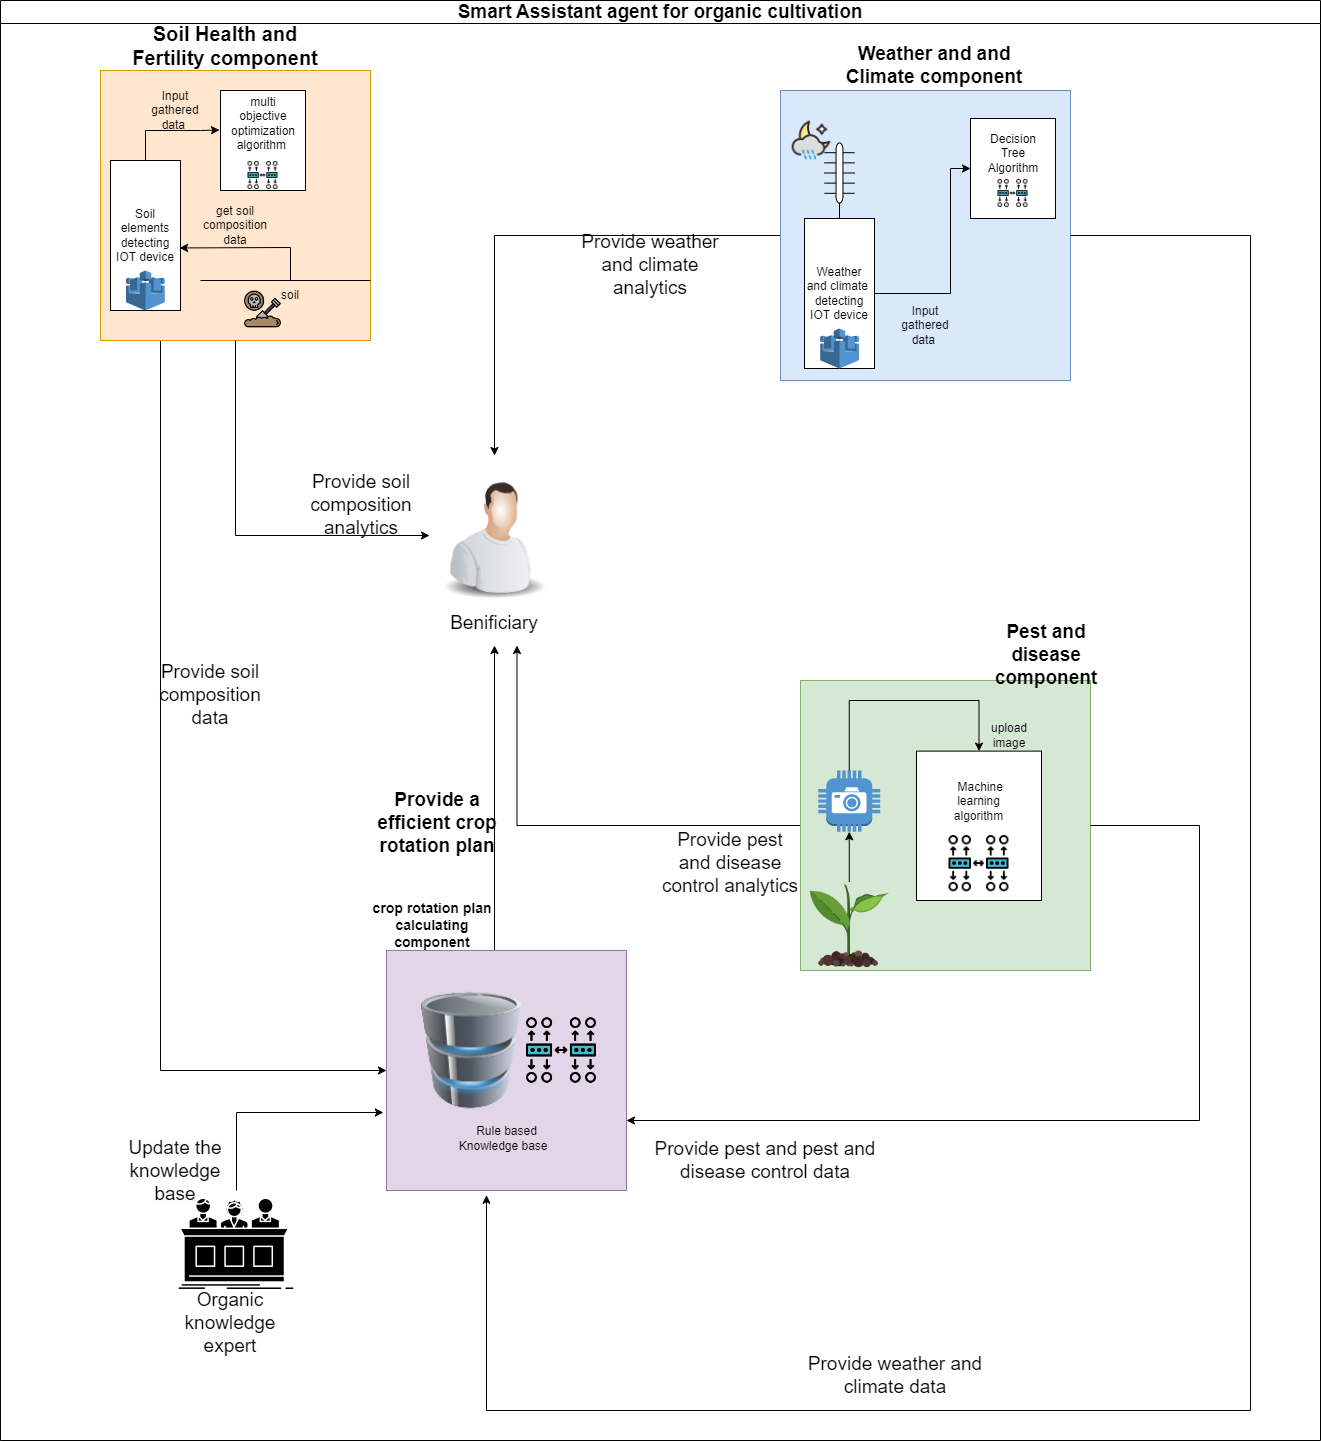 Smart Assistant agent for organic cultivation
Soil Health and
Fertility component
Input
gathered
data
multi
objective
optimization
algorithm
Soil
elements
detecting
IOT device
get soil
composition
data
soil
Weather and and
Climate component
Decision
Tree
Algorithm
Weather
and climate
detecting
IOT device
Input
gathered
data
Provide weather
and climate
analytics
Provide soil
composition
analytics
Benificiary
Provide soil
composition
data
Pest and
disease
component
upload
image
Machine
learning
algorithm
Provide pest
and disease
control analytics
Provide a
efficient crop
rotation plan
crop rotation plan
calculating
component
Rule based
Knowledge base
Update the
knowledge
base
Organic
knowledge
expert
Provide pest and pest and
disease control data
Provide weather and
climate data